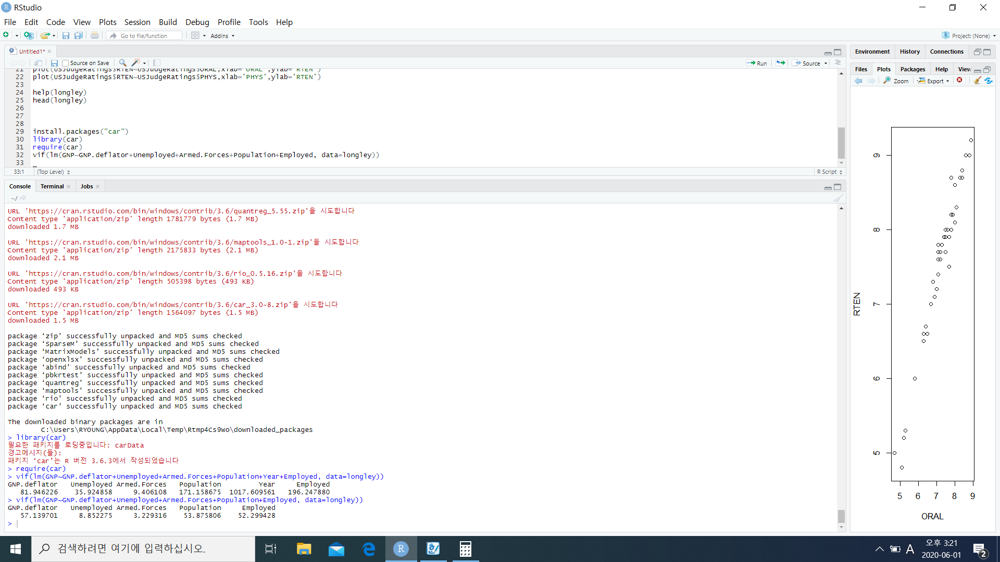 RStudio
File Edit Code View Plots Session Build Debug Profile Tools Help
Go to file/function Addins Project: (None)
Untitled1*
Source on Save Run Source
21 plot(USJudgeRatings$RTEN~USJudgeRatings$ORAL,xlab='ORAL',ylab='RTEN')
22 plot(USJudgeRatings$RTEN~USJudgeRatings$PHYS,xlab='PHYS',ylab='RTEN')
23
24 help(longley)
25 head(longley)
26
27
28
29 install.packages("car")
30 library(car)
31 require(car)
32 vif(lm(GNP~GNP.deflator+Unemployed+Armed.Forces+Population+Employed, data=longley))
33
33:1 (Top Level) R Script
Console Terminal Jobs
~/
URL 'https://cran.rstudio.com/bin/windows/contrib/3.6/quantreg_5.55.zip'을 시도합니다
Content type 'application/zip' length 1781779 bytes (1.7 MB)
downloaded 1.7 MB
URL 'https://cran.rstudio.com/bin/windows/contrib/3.6/maptools_1.0-1.zip'을 시도합니다
Content type 'application/zip' length 2175833 bytes (2.1 MB)
downloaded 2.1 MB
URL 'https://cran.rstudio.com/bin/windows/contrib/3.6/rio_0.5.16.zip'을 시도합니다
Content type 'application/zip' length 505398 bytes (493 KB)
downloaded 493 KB
URL 'https://cran.rstudio.com/bin/windows/contrib/3.6/car_3.0-8.zip'을 시도합니다
Content type 'application/zip' length 1564097 bytes (1.5 MB)
downloaded 1.5 MB
package ‘zip’ successfully unpacked and MD5 sums checked
package ‘SparseM’ successfully unpacked and MD5 sums checked
package ‘MatrixModels’ successfully unpacked and MD5 sums checked
package ‘openxlsx’ successfully unpacked and MD5 sums checked
package ‘abind’ successfully unpacked and MD5 sums checked
package ‘pbkrtest’ successfully unpacked and MD5 sums checked
package ‘quantreg’ successfully unpacked and MD5 sums checked
package ‘maptools’ successfully unpacked and MD5 sums checked
package ‘rio’ successfully unpacked and MD5 sums checked
package ‘car’ successfully unpacked and MD5 sums checked
The downloaded binary packages are in
C:\Users\RYOUNG\AppData\Local\Temp\Rtmp4Cs9Wo\downloaded_packages
> library(car)
필요한 패키지를 로딩중입니다: carData
경고메시지(들):
패키지 ‘car’는 R 버전 3.6.3에서 작성되었습니다
> require(car)
> vif(lm(GNP~GNP.deflator+Unemployed+Armed.Forces+Population+Year+Employed, data=longley))
GNP.deflator Unemployed Armed.Forces Population Year Employed
81.946226 35.924858 9.406108 171.158675 1017.609561 196.247880
> vif(lm(GNP~GNP.deflator+Unemployed+Armed.Forces+Population+Employed, data=longley))
GNP.deflator Unemployed Armed.Forces Population Employed
57.139701 8.852275 3.229316 53.875806 52.299428
>
Environment History Connections
Files Plots Packages Help View
Zoom Export
9
8
7
6
5
RTEN
5 6 7 8 9
ORAL
검색하려면 여기에 입력하십시오.
A
오후 3:21
2020-06-01
2